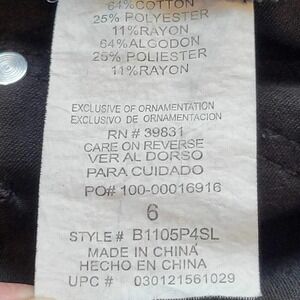 64%COTTON
25% POLYESTER
11%RAYON
64%ALGODON
25% POLIESTER
11%RAYON
EXCLUSIVE OF ORNAMENTATION
EXCLUSIVO DE ORNAMENTACION
RN # 39831
CARE ON REVERSE
VER AL DORSO
PARA CUIDADO
PO# 100-00016916
6
STYLE # B1105P4SL
MADE IN CHINA
HECHO EN CHINA
UPC # 030121561029